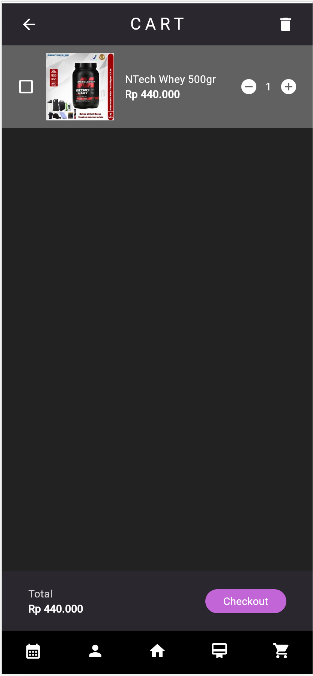 CART
NTech Whey 500gr
Rp 440.000
1
Total
Rp 440.000
Checkout